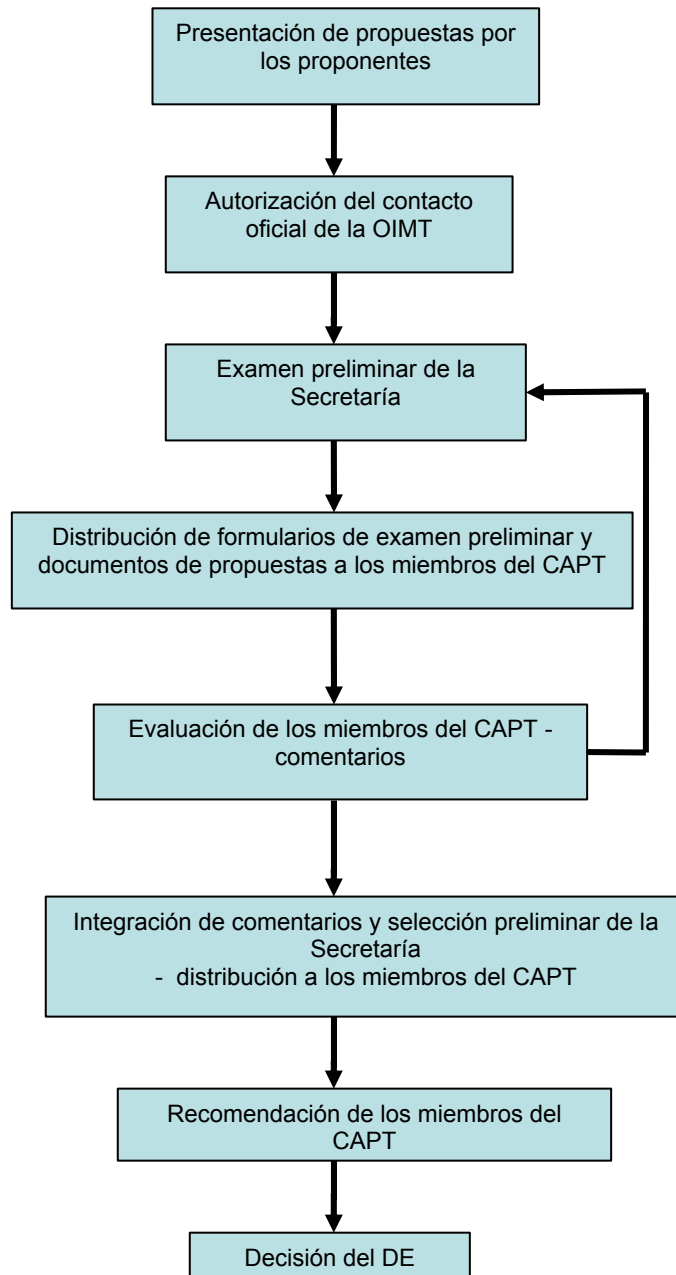 Presentación de propuestas por
los proponentes
Autorización del contacto
oficial de la OIMT
Examen preliminar de la
Secretaría
Distribución de formularios de examen preliminar y
documentos de propuestas a los miembros del CAPT
Evaluación de los miembros del CAPT -
comentarios
Integración de comentarios y selección preliminar de la
Secretaría
- distribución a los miembros del CAPT
Recomendación de los miembros del
CAPT
Decisión del DE